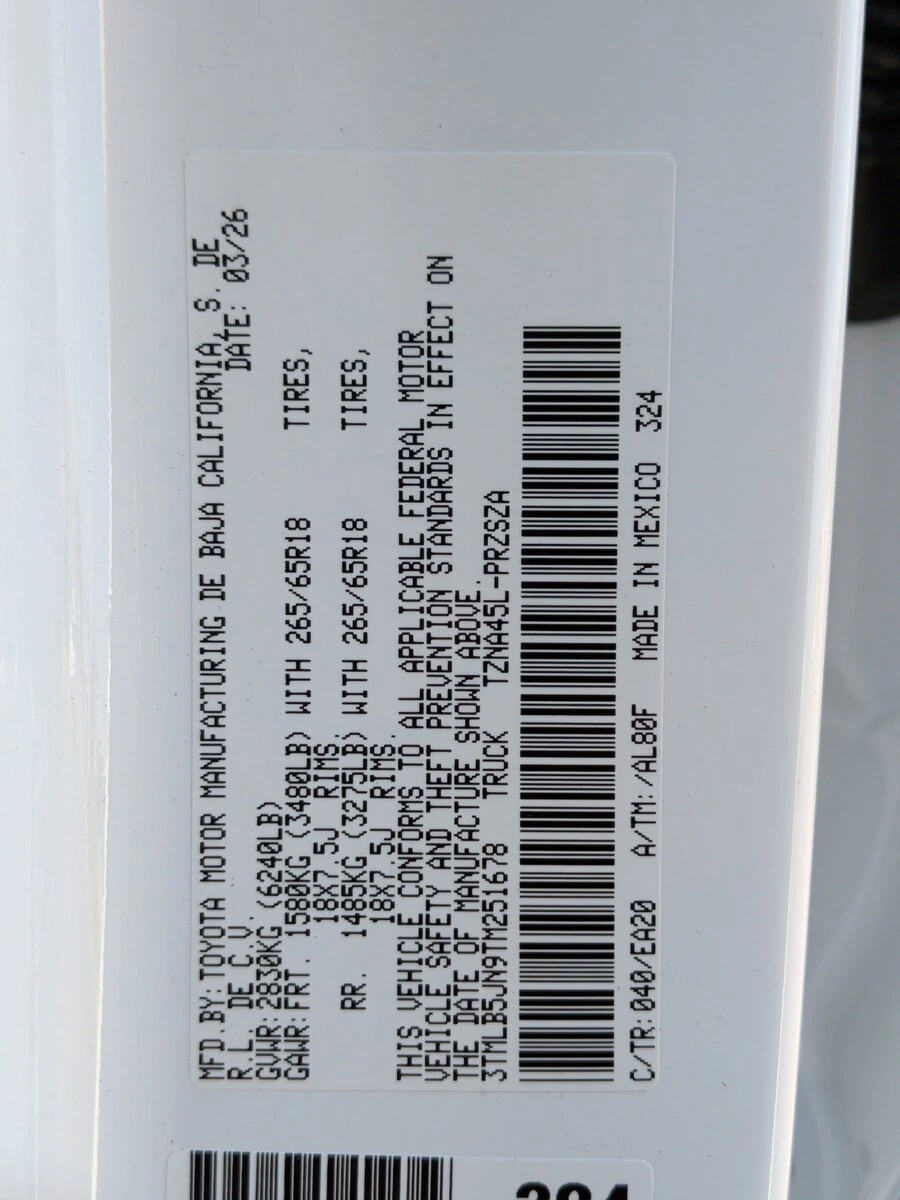 MFD.BY:TOYOTA MOTOR MANUFACTURING DE BAJA CALIFORNIA, S. DE
R.L. DE C.V. DATE: 03/26
GVWR:2830KG (6240LB)
GAWR:FRT. 1580KG (3480LB) WITH 265/65R18 TIRES,
18X7.5J RIMS.
RR. 1485KG (3275LB) WITH 265/65R18 TIRES,
18X7.5J RIMS.
THIS VEHICLE CONFORMS TO ALL APPLICABLE FEDERAL MOTOR
VEHICLE SAFETY AND THEFT PREVENTION STANDARDS IN EFFECT ON
THE DATE OF MANUFACTURE SHOWN ABOVE.
3TMLB5JN9TM251678 TRUCK TZNA45L-PRZSZA
C/TR:040/EA20 A/TM:/AL80F MADE IN MEXICO 324